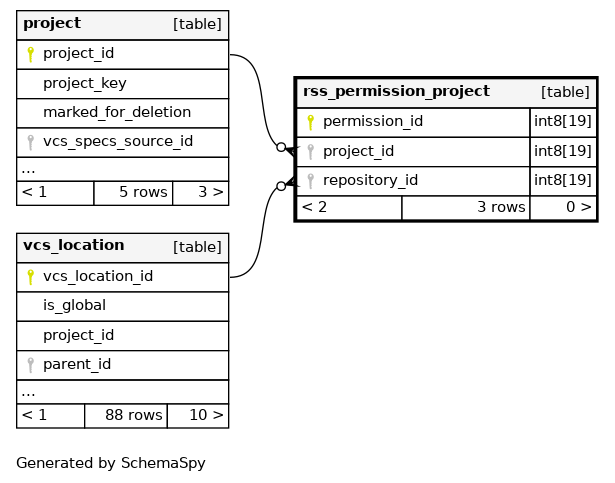 project [table]
project_id
project_key
marked_for_deletion
vcs_specs_source_id
...
< 1 5 rows 3 >
rss_permission_project [table]
permission_id int8[19]
project_id int8[19]
repository_id int8[19]
< 2 3 rows 0 >
vcs_location [table]
vcs_location_id
is_global
project_id
parent_id
...
< 1 88 rows 10 >
Generated by SchemaSpy